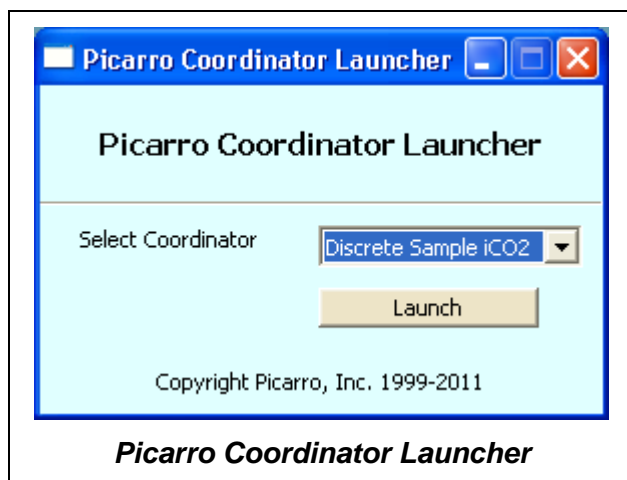 Picarro Coordinator Launcher
Picarro Coordinator Launcher
Select Coordinator Discrete Sample iCO2
Launch
Copyright Picarro, Inc. 1999-2011
Picarro Coordinator Launcher